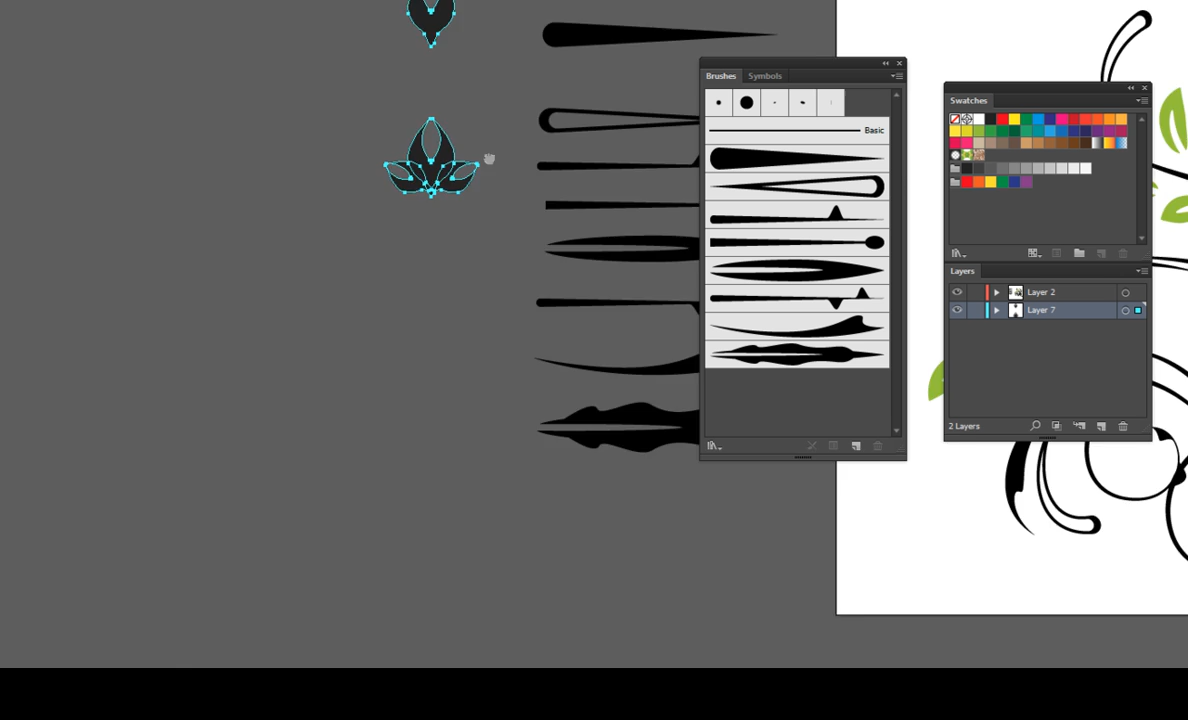 Brushes Symbols
Basic
Swatches
Layers
Layer 2
Layer 7
2 Layers